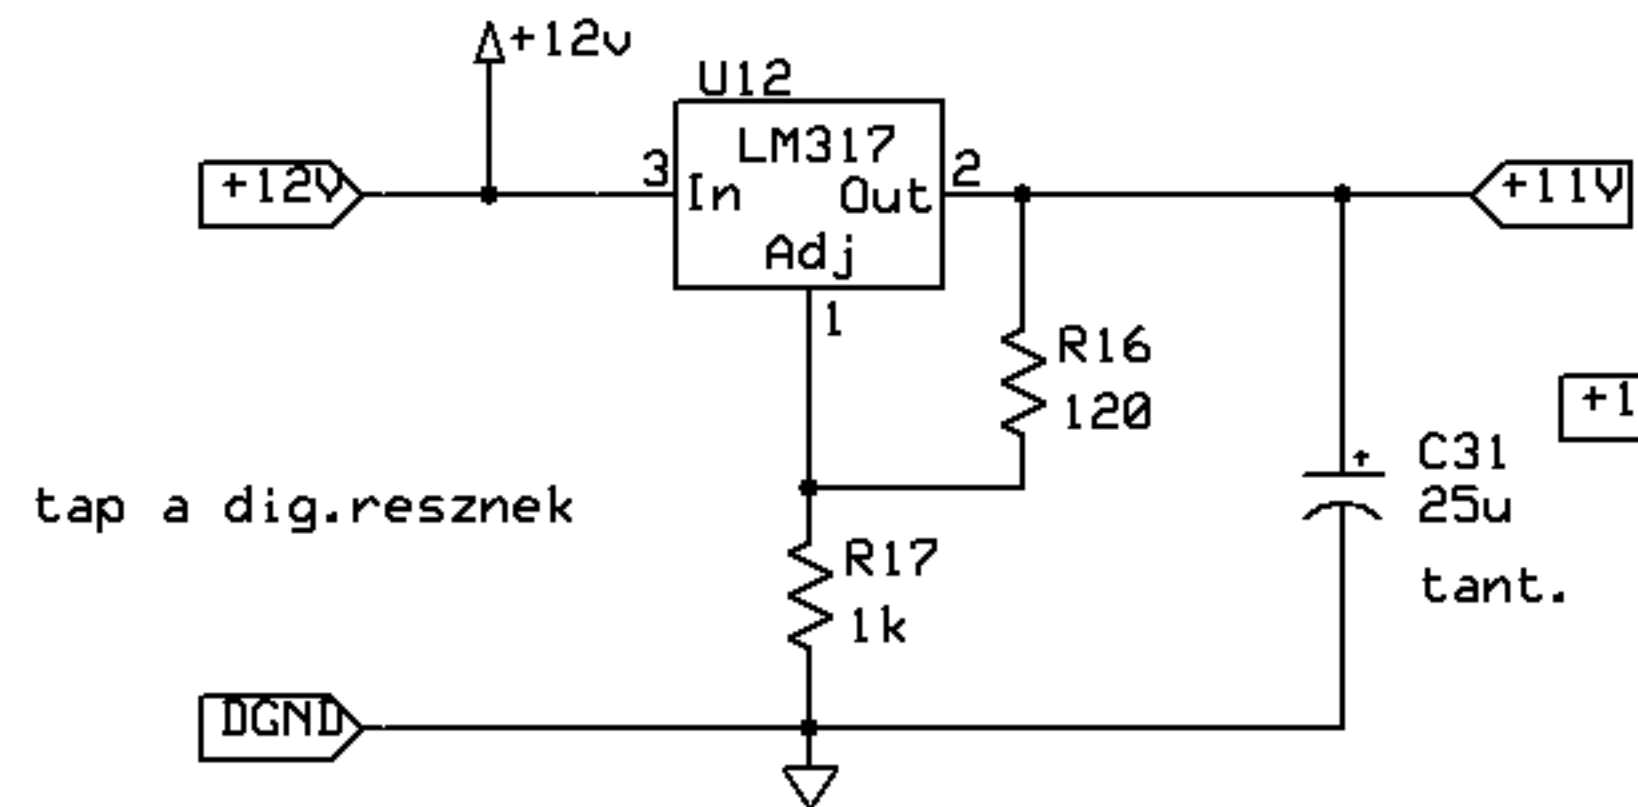 +12v
U12
LM317
+12V
3
In
Out
2
+11V
Adj
1
R16
120
+1
C31
25u
tant.
tap a dig.resznek
R17
1k
DGND